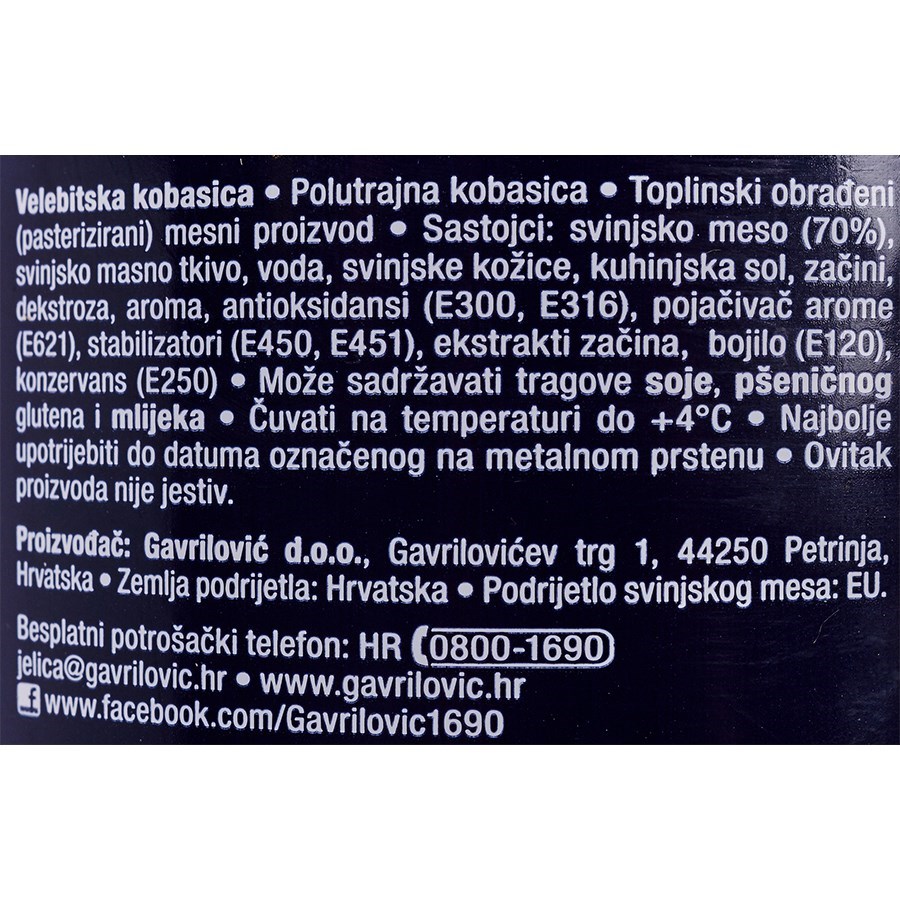 Velebitska kobasica • Polutrajna kobasica • Toplinski obrađeni
(pasterizirani) mesni proizvod • Sastojci: svinjsko meso (70%),
svinjsko masno tkivo, voda, svinjske kožice, kuhinjska sol, začini,
dekstroza, aroma, antioksidansi (E300, E316), pojačivač arome
(E621), stabilizatori (E450, E451), ekstrakti začina, bojilo (E120),
konzervans (E250) • Može sadržavati tragove soje, pšeničnog
glutena i mlijeka • Čuvati na temperaturi do +4°C • Najbolje
upotrijebiti do datuma označenog na metalnom prstenu • Ovitak
proizvoda nije jestiv.
Proizvođač: Gavrilović d.o.o., Gavrilovićev trg 1, 44250 Petrinja,
Hrvatska • Zemlja podrijetla: Hrvatska • Podrijetlo svinjskog mesa: EU.
Besplatni potrošački telefon: HR 0800-1690
jelica@gavrilovic.hr • www.gavrilovic.hr
f www.facebook.com/Gavrilovic1690